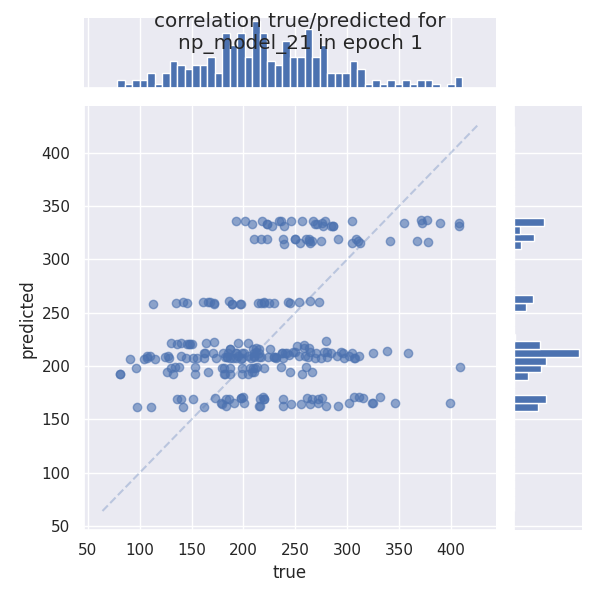 correlation true/predicted for
np_model_21 in epoch 1
400
350
300
250
200
150
100
50
predicted
50 100 150 200 250 300 350 400
true